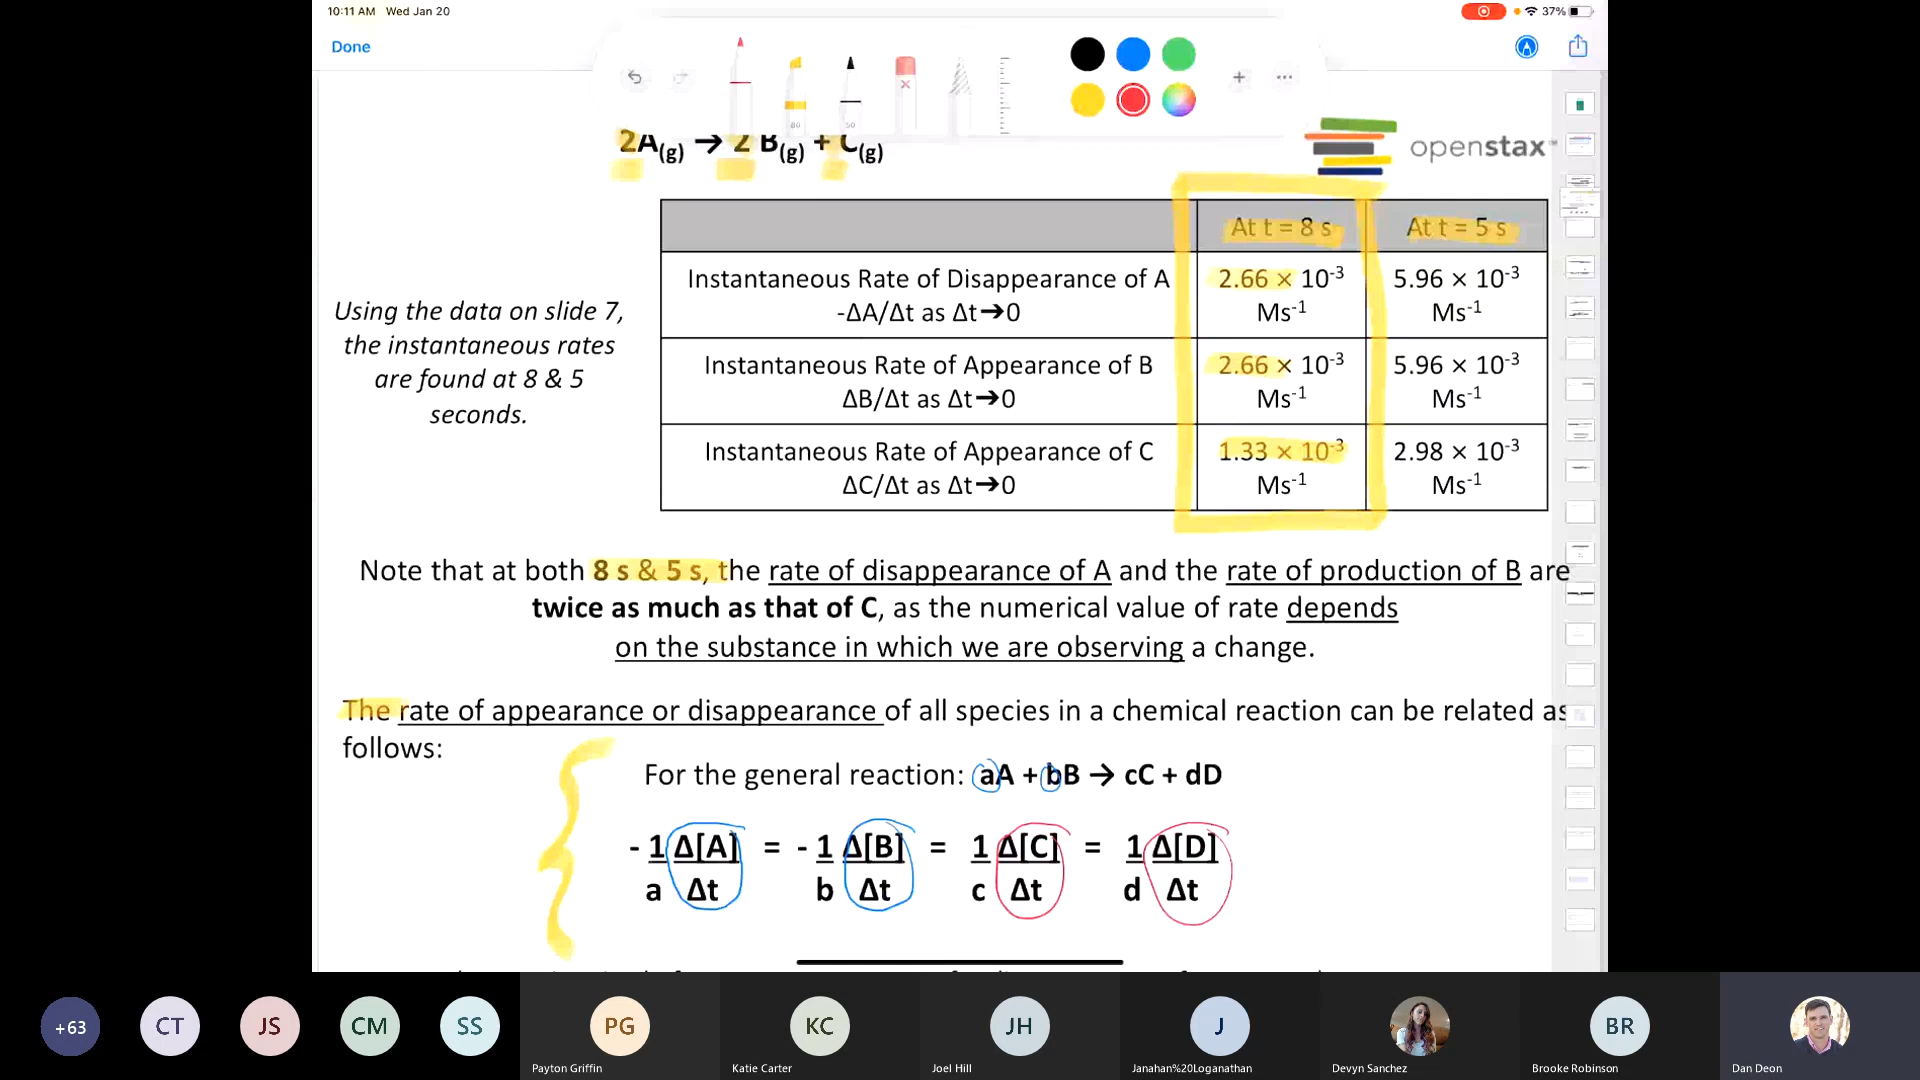 10:11 AM Wed Jan 20
37%
Done
80
50
2A(g) → 2 B(g) + C(g)
openstax™
At t = 8 s
At t = 5 s
Instantaneous Rate of Disappearance of A
-ΔA/Δt as Δt➔0
2.66 × 10-3
Ms-1
5.96 × 10-3
Ms-1
Using the data on slide 7,
the instantaneous rates
are found at 8 & 5
seconds.
Instantaneous Rate of Appearance of B
ΔB/Δt as Δt➔0
2.66 × 10-3
Ms-1
5.96 × 10-3
Ms-1
Instantaneous Rate of Appearance of C
ΔC/Δt as Δt➔0
1.33 × 10-3
Ms-1
2.98 × 10-3
Ms-1
Note that at both 8 s & 5 s, the rate of disappearance of A and the rate of production of B are
twice as much as that of C, as the numerical value of rate depends
on the substance in which we are observing a change.
The rate of appearance or disappearance of all species in a chemical reaction can be related as
follows:
For the general reaction: aA + bB → cC + dD
- 1 Δ[A] = - 1 Δ[B] = 1 Δ[C] = 1 Δ[D]
a Δt b Δt c Δt d Δt
+63
CT
JS
CM
SS
PG
KC
JH
J
BR
Payton Griffin
Katie Carter
Joel Hill
Janahan%20Loganathan
Devyn Sanchez
Brooke Robinson
Dan Deon